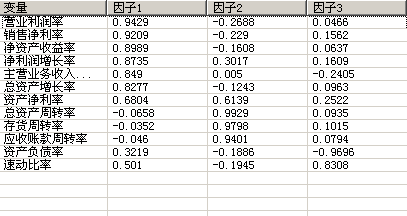 变量 因子1 因子2 因子3
营业利润率 0.9429 -0.2688 0.0466
销售净利率 0.9209 -0.229 0.1562
净资产收益率 0.8989 -0.1608 0.0637
净利润增长率 0.8735 0.3017 0.1609
主营业务收入... 0.849 0.005 -0.2405
总资产增长率 0.8277 -0.1243 0.0963
资产净利率 0.6804 0.6139 0.2522
总资产周转率 -0.0658 0.9929 0.0935
存货周转率 -0.0352 0.9798 0.1015
应收账款周转率 -0.046 0.9401 0.0794
资产负债率 0.3219 -0.1886 -0.9696
速动比率 0.501 -0.1945 0.8308